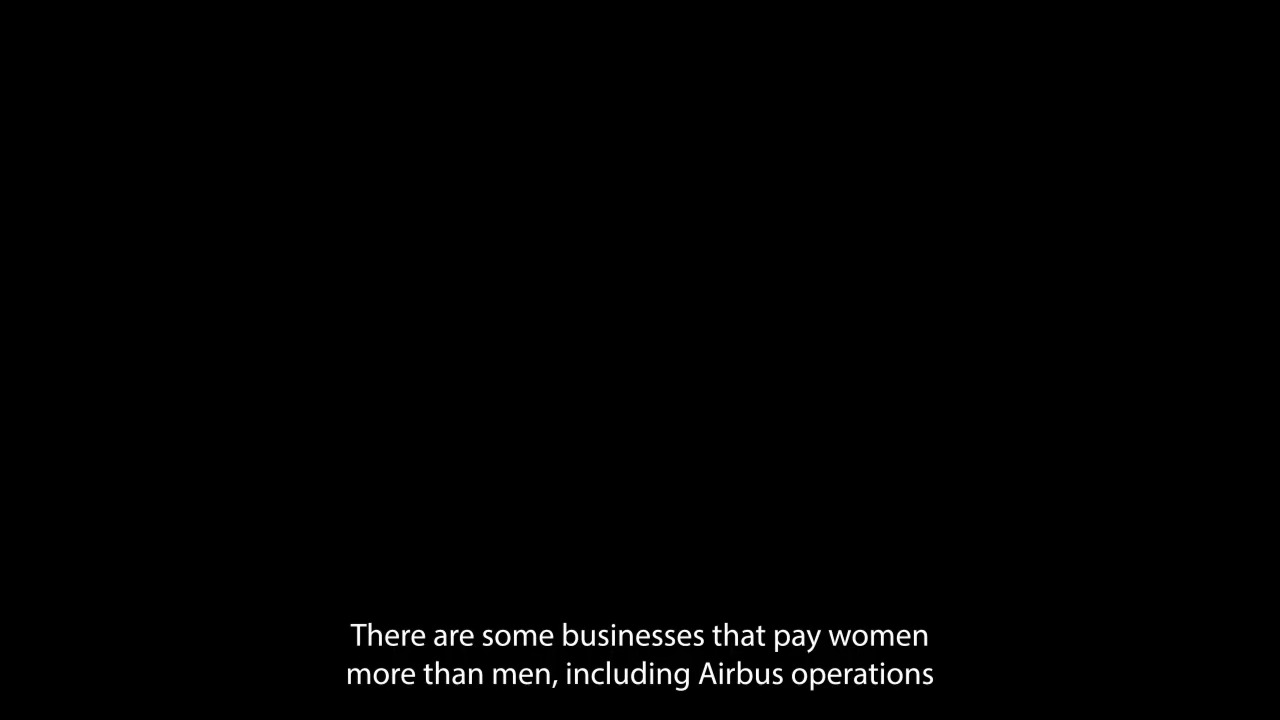 There are some businesses that pay women
more than men, including Airbus operations